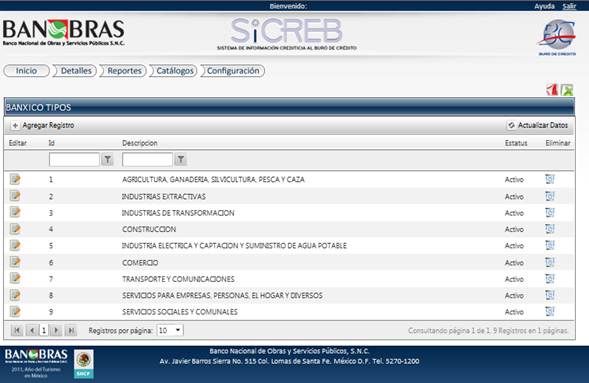 Bienvenido:
Ayuda Salir
BANOBRAS
Banco Nacional de Obras y Servicios Públicos S.N.C.
SiCREB
SISTEMA DE INFORMACIÓN CREDITICIA AL BURÓ DE CRÉDITO
BURÓ DE CRÉDITO
Inicio Detalles Reportes Catálogos Configuración
BANXICO TIPOS
+ Agregar Registro Actualizar Datos
Editar Id Descripcion Estatus Eliminar
1 AGRICULTURA, GANADERIA, SILVICULTURA, PESCA Y CAZA Activo
2 INDUSTRIAS EXTRACTIVAS Activo
3 INDUSTRIAS DE TRANSFORMACION Activo
4 CONSTRUCCION Activo
5 INDUSTRIA ELECTRICA Y CAPTACION Y SUMINISTRO DE AGUA POTABLE Activo
6 COMERCIO Activo
7 TRANSPORTE Y COMUNICACIONES Activo
8 SERVICIOS PARA EMPRESAS, PERSONAS, EL HOGAR Y DIVERSOS Activo
9 SERVICIOS SOCIALES Y COMUNALES Activo
1 Registros por página: 10 Consultando página 1 de 1. 9 Registros en 1 páginas.
BANOBRAS
2011, Año del Turismo
en México
SHCP
Banco Nacional de Obras y Servicios Públicos, S.N.C.
Av. Javier Barros Sierra No. 515 Col. Lomas de Santa Fe. México D.F. Tel. 5270-1200